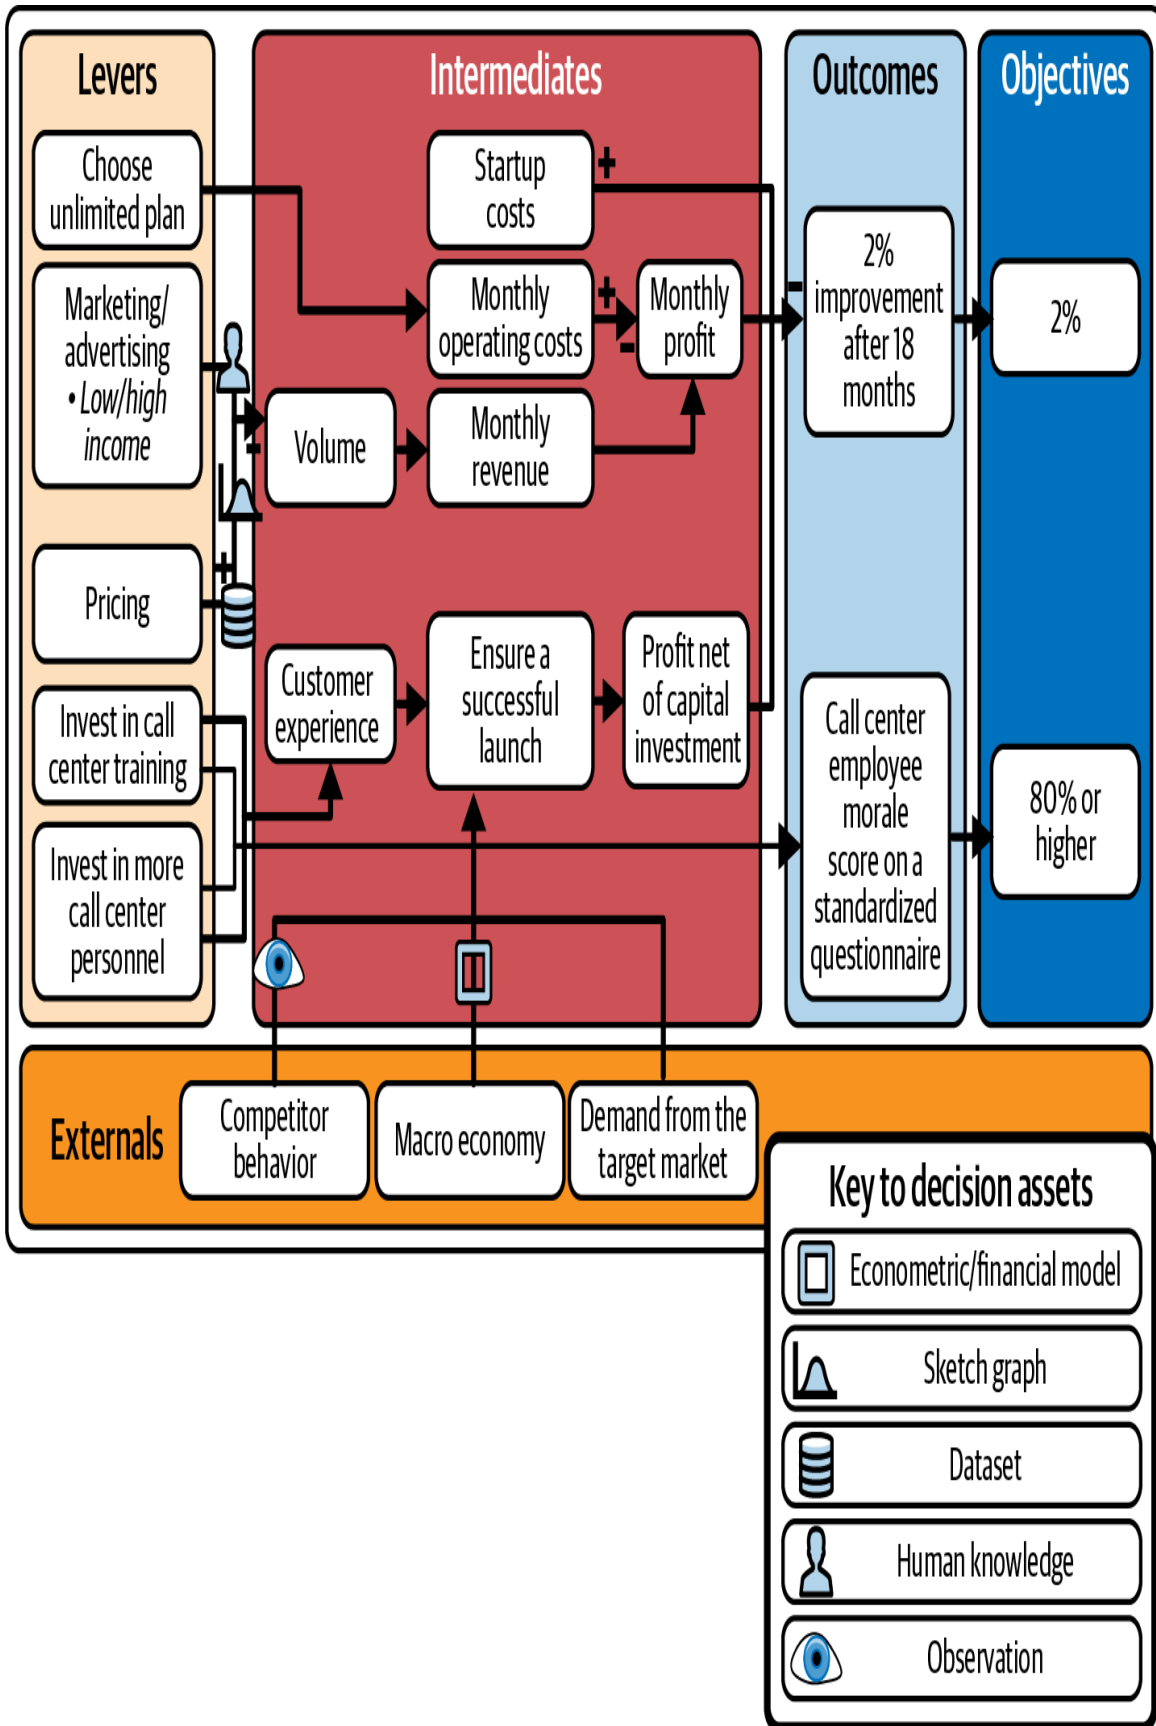 Levers
Choose
unlimited plan
Marketing/
advertising
• Low/high
income
Pricing
Invest in call
center training
Invest in more
call center
personnel
Intermediates
Startup
costs
+
Monthly
operating costs
+
-
Monthly
profit
Volume
-
+
Monthly
revenue
Customer
experience
Ensure a
successful
launch
Profit net
of capital
investment
Outcomes
-
2%
improvement
after 18
months
Call center
employee
morale
score on a
standardized
questionnaire
Objectives
2%
80% or
higher
Externals
Competitor
behavior
Macro economy
Demand from the
target market
Key to decision assets
Econometric/financial model
Sketch graph
Dataset
Human knowledge
Observation